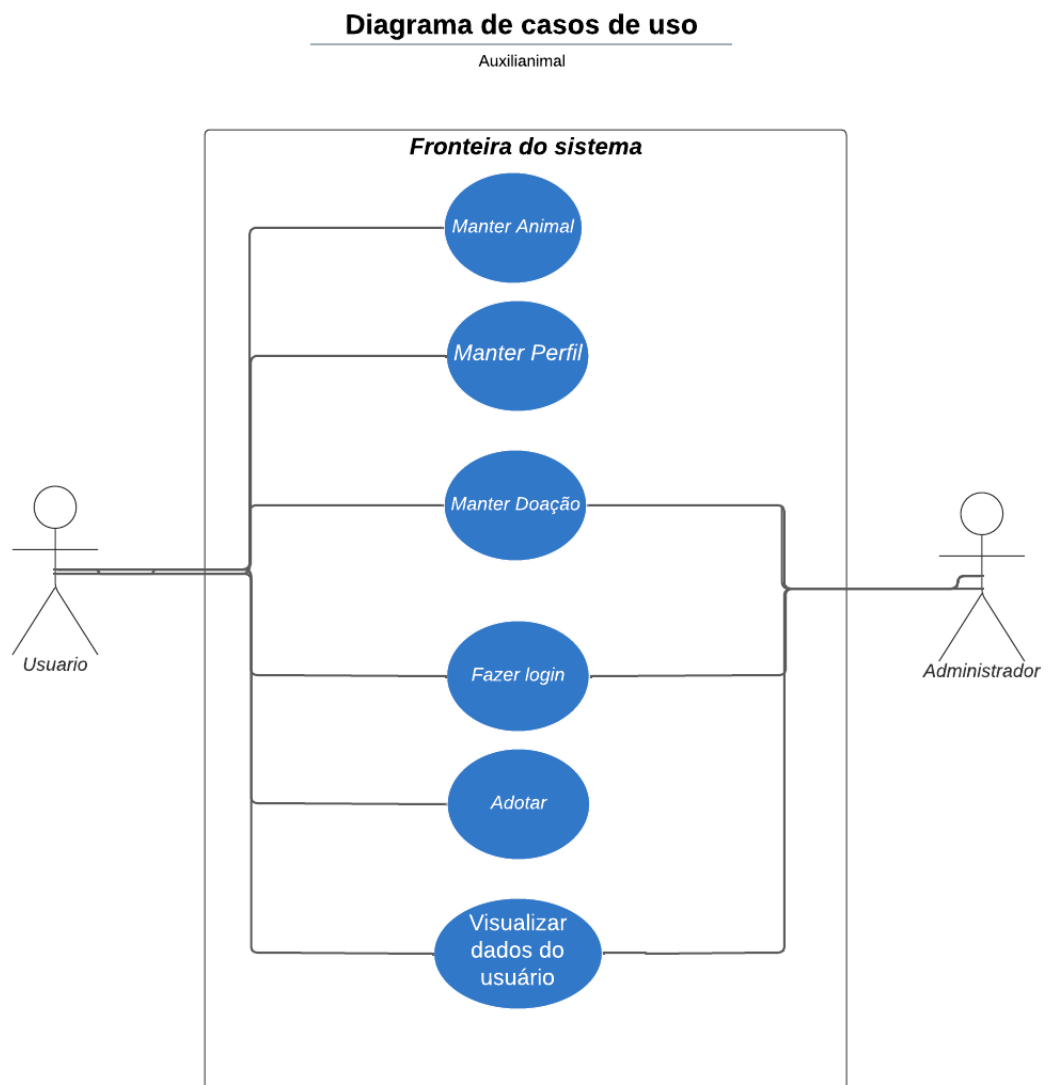 Diagrama de casos de uso
Auxilianimal
Fronteira do sistema
Manter Animal
Manter Perfil
Manter Doação
Usuario
Fazer login
Administrador
Adotar
Visualizar
dados do
usuário